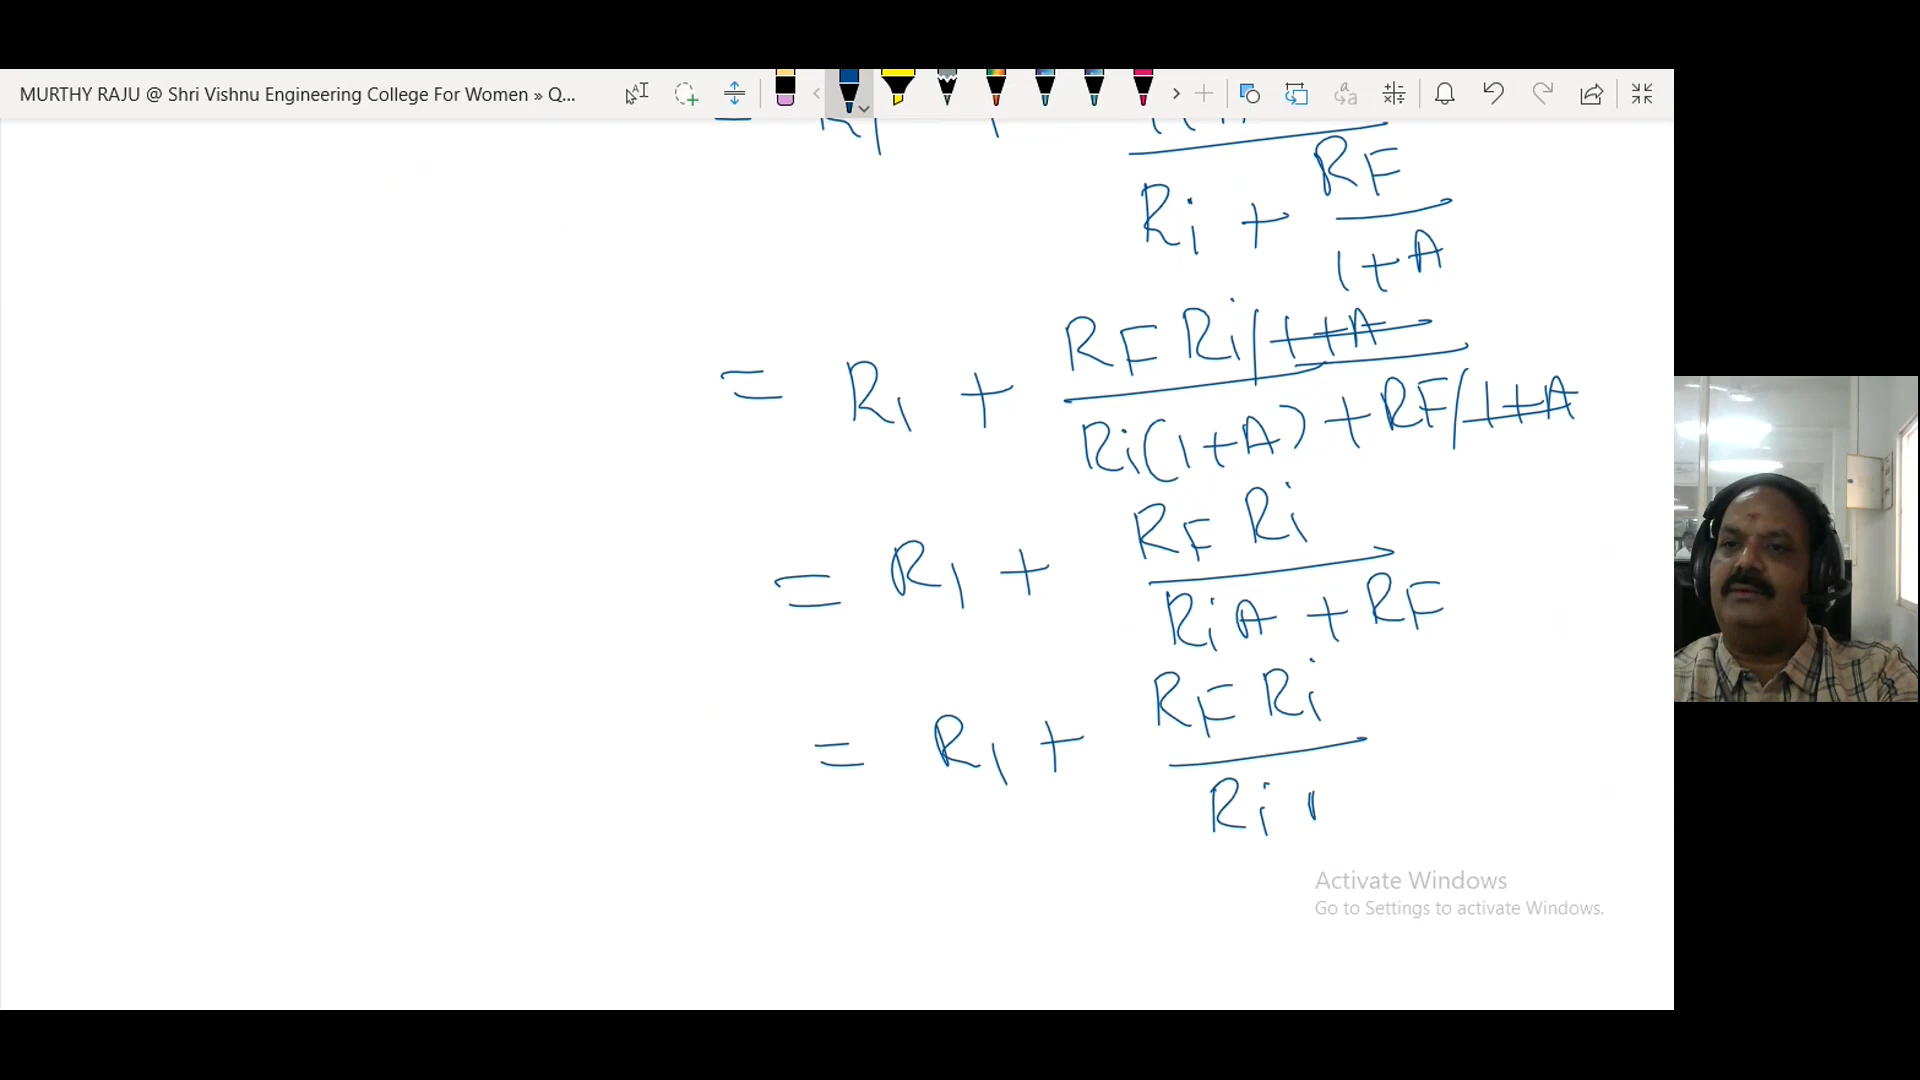 MURTHY RAJU @ Shri Vishnu Engineering College For Women » Q...
RF
Ri + ―
1+A
RF Ri/1+A
= R1 + ―
Ri(1+A) + RF/1+A
RF Ri
= R1 + ―
RiA + RF
RF Ri
= R1 + ―
Ri
Activate Windows
Go to Settings to activate Windows.